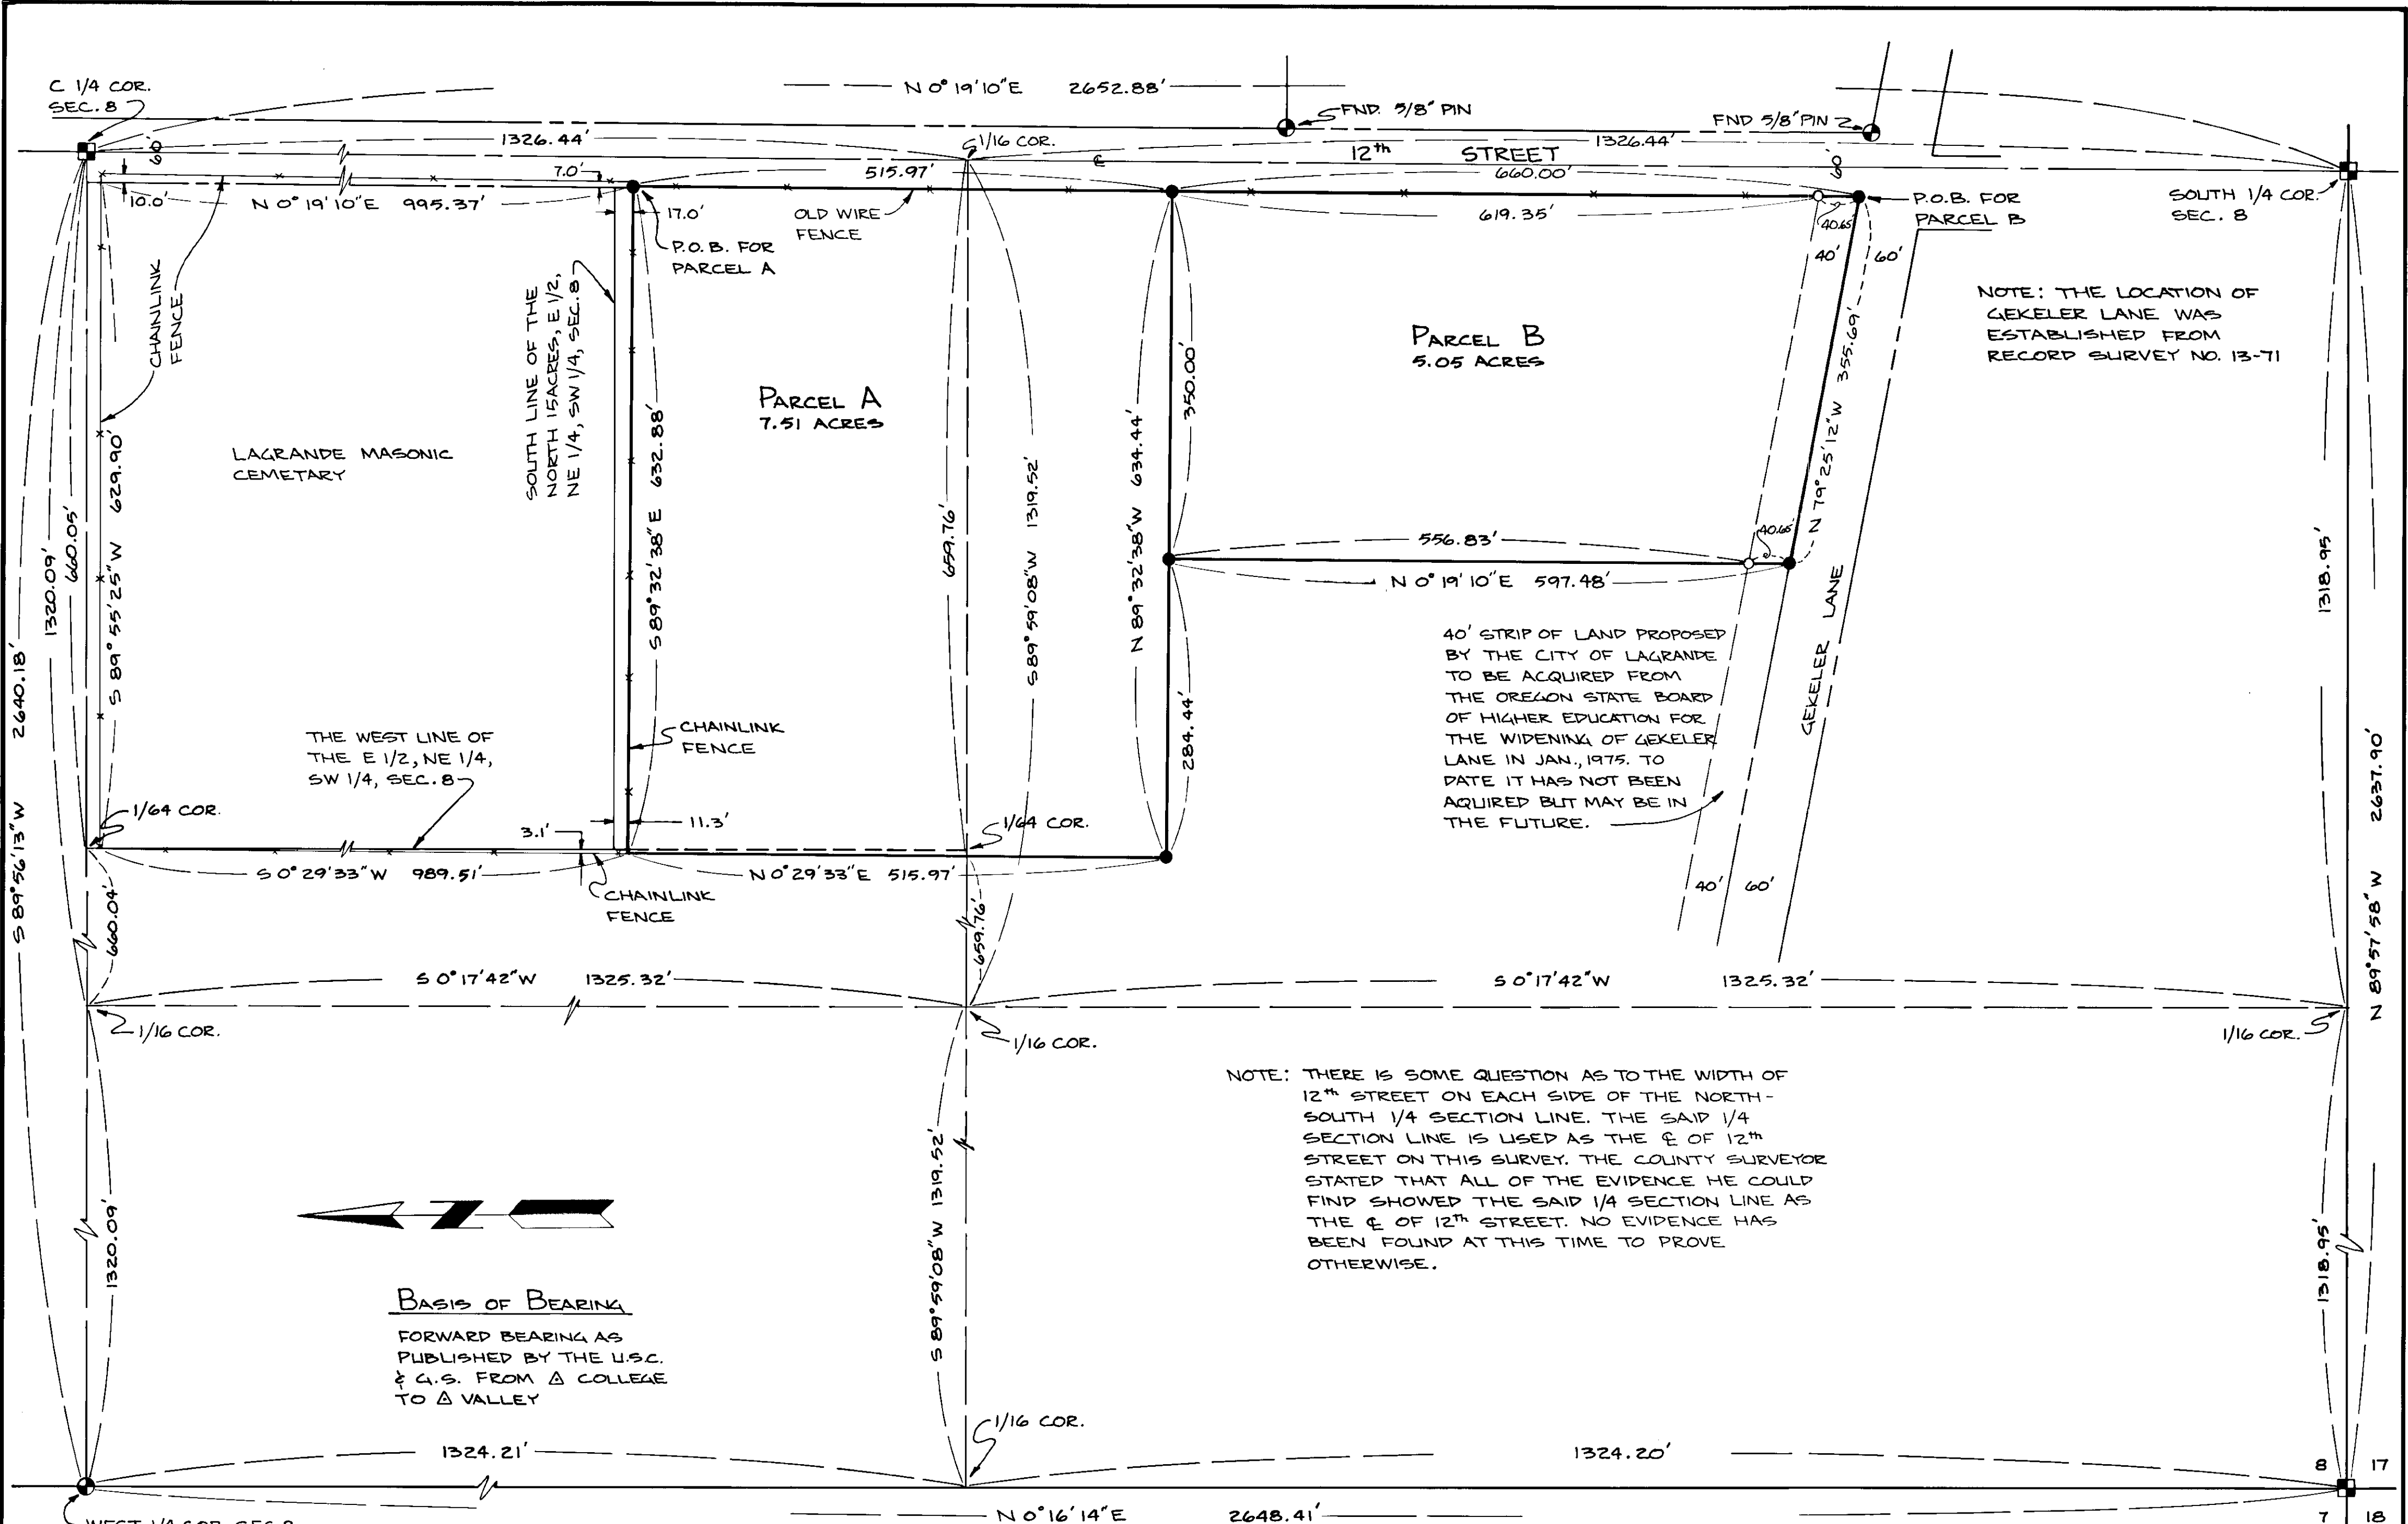 C 1/4 COR.
SEC. 8
N 0° 19' 10" E 2652.88'
FND. 5/8" PIN
FND 5/8" PIN
1326.44'
1/16 COR.
℄
12th STREET
1326.44'
60'
60'
7.0'
10.0'
N 0° 19' 10" E 995.37'
515.97'
660.00'
17.0'
OLD WIRE
FENCE
619.35'
40.65'
P.O.B. FOR
PARCEL B
SOUTH 1/4 COR.
SEC. 8
P.O.B. FOR
PARCEL A
40'
60'
CHAINLINK
FENCE
SOUTH LINE OF THE
NORTH 15 ACRES, E 1/2,
NE 1/4, SW 1/4, SEC. 8
NOTE: THE LOCATION OF
GEKELER LANE WAS
ESTABLISHED FROM
RECORD SURVEY NO. 13-71
PARCEL B
5.05 ACRES
PARCEL A
7.51 ACRES
LAGRANDE MASONIC
CEMETARY
350.00'
N 79° 25' 12" W 355.69'
S 89° 32' 38" E 632.88'
659.76'
S 89° 59' 08" W 1319.52'
N 89° 32' 38" W 634.44'
1320.09'
660.05'
S 89° 55' 25" W 629.90'
S 89° 56' 13" W 2640.18'
1318.95'
556.83'
40.65'
N 0° 19' 10" E 597.48'
40' STRIP OF LAND PROPOSED
BY THE CITY OF LAGRANDE
TO BE ACQUIRED FROM
THE OREGON STATE BOARD
OF HIGHER EDUCATION FOR
THE WIDENING OF GEKELER
LANE IN JAN., 1975. TO
DATE IT HAS NOT BEEN
AQUIRED BUT MAY BE IN
THE FUTURE.
GEKELER LANE
284.44'
N 89° 57' 58" W 2637.90'
THE WEST LINE OF
THE E 1/2, NE 1/4,
SW 1/4, SEC. 8
CHAINLINK
FENCE
1/64 COR.
3.1'
11.3'
1/64 COR.
S 0° 29' 33" W 989.51'
N 0° 29' 33" E 515.97'
CHAINLINK
FENCE
40'
60'
660.04'
659.76'
S 0° 17' 42" W 1325.32'
S 0° 17' 42" W 1325.32'
1/16 COR.
1/16 COR.
1/16 COR.
NOTE: THERE IS SOME QUESTION AS TO THE WIDTH OF
12th STREET ON EACH SIDE OF THE NORTH-
SOUTH 1/4 SECTION LINE. THE SAID 1/4
SECTION LINE IS USED AS THE ℄ OF 12th
STREET ON THIS SURVEY. THE COUNTY SURVEYOR
STATED THAT ALL OF THE EVIDENCE HE COULD
FIND SHOWED THE SAID 1/4 SECTION LINE AS
THE ℄ OF 12th STREET. NO EVIDENCE HAS
BEEN FOUND AT THIS TIME TO PROVE
OTHERWISE.
1320.09'
S 89° 59' 08" W 1319.52'
1318.95'
BASIS OF BEARING
FORWARD BEARING AS
PUBLISHED BY THE U.S.C.
& G.S. FROM △ COLLEGE
TO △ VALLEY
1/16 COR.
1324.21'
1324.20'
8 17
WEST 1/4 COR. SEC. 8
N 0° 16' 14" E 2648.41'
7 18